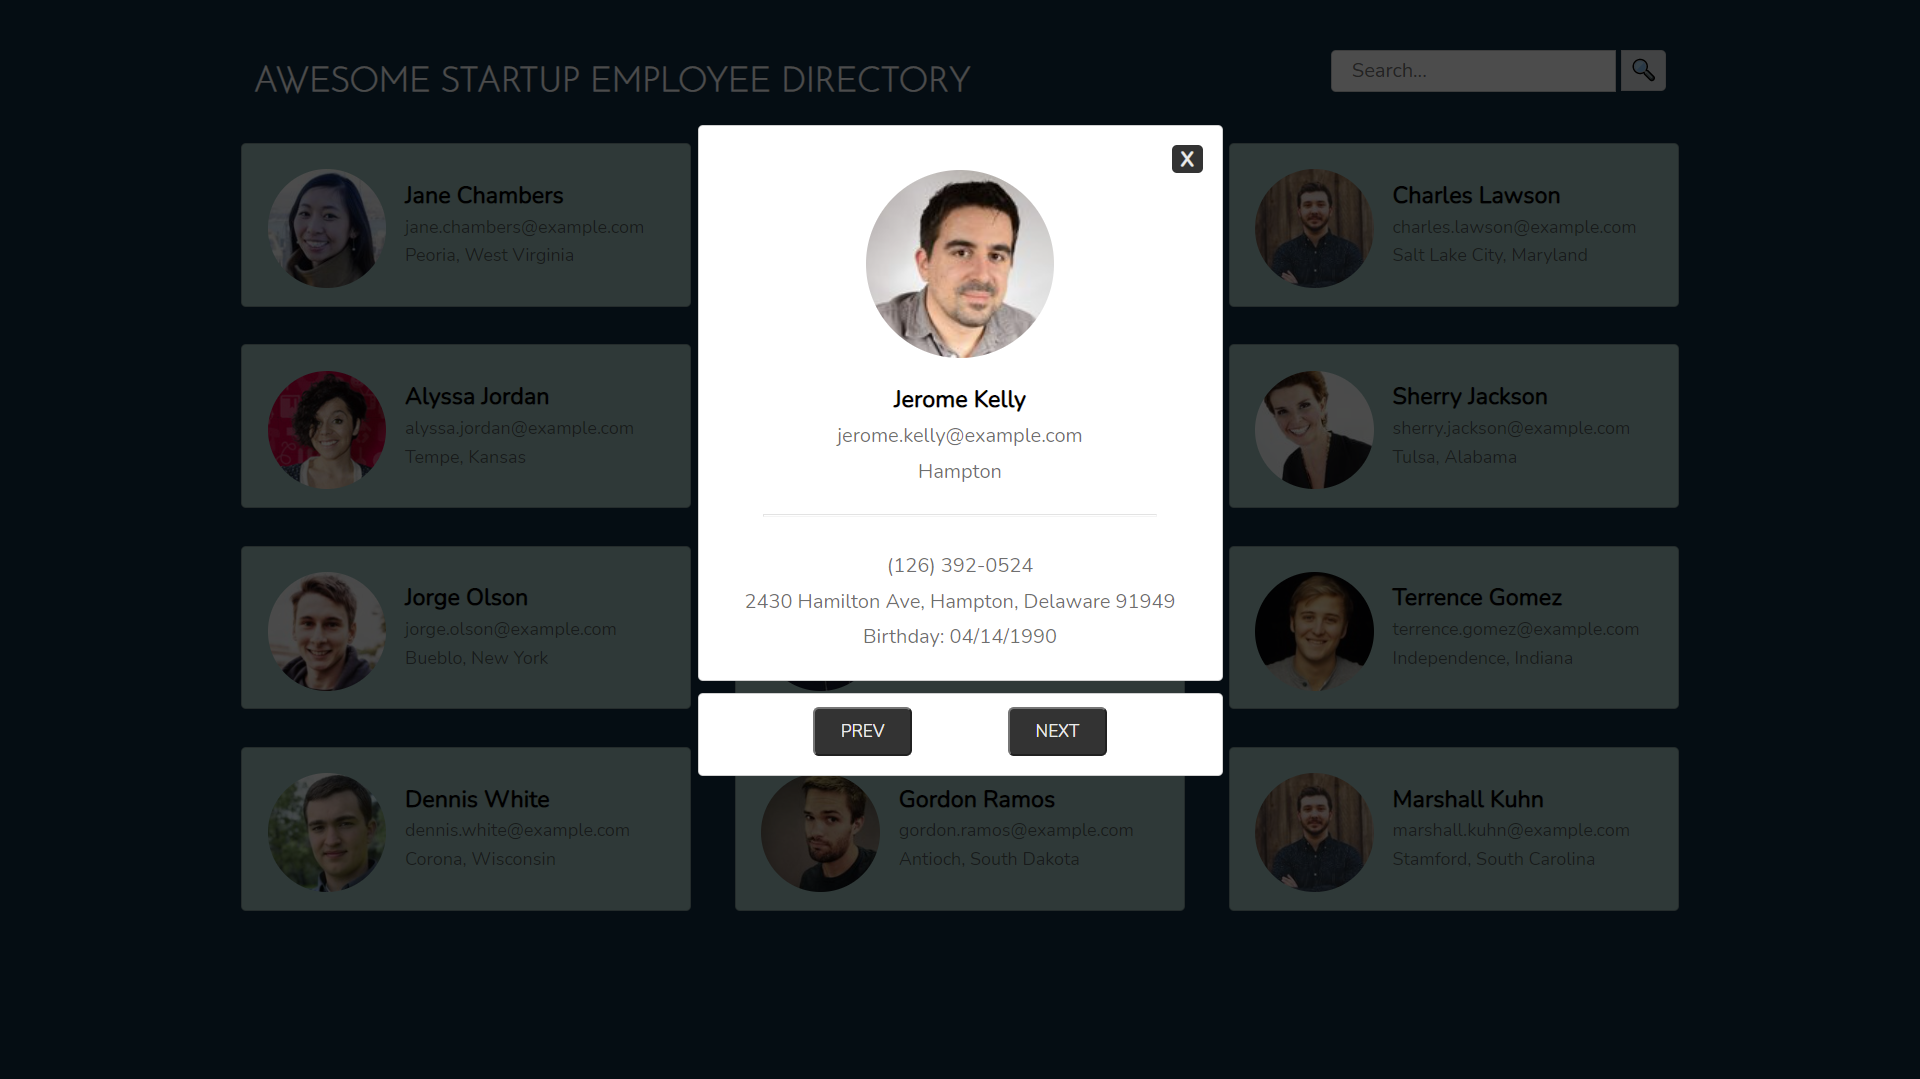 AWESOME STARTUP EMPLOYEE DIRECTORY
Search...
Jane Chambers
jane.chambers@example.com
Peoria, West Virginia
X
Jerome Kelly
jerome.kelly@example.com
Hampton
(126) 392-0524
2430 Hamilton Ave, Hampton, Delaware 91949
Birthday: 04/14/1990
PREV
NEXT
Charles Lawson
charles.lawson@example.com
Salt Lake City, Maryland
Alyssa Jordan
alyssa.jordan@example.com
Tempe, Kansas
Sherry Jackson
sherry.jackson@example.com
Tulsa, Alabama
Jorge Olson
jorge.olson@example.com
Bueblo, New York
Terrence Gomez
terrence.gomez@example.com
Independence, Indiana
Dennis White
dennis.white@example.com
Corona, Wisconsin
Gordon Ramos
gordon.ramos@example.com
Antioch, South Dakota
Marshall Kuhn
marshall.kuhn@example.com
Stamford, South Carolina